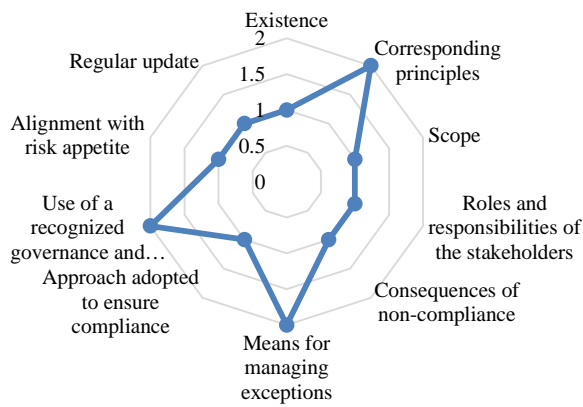 Existence
2
1.5
1
0.5
0
Corresponding
principles
Scope
Roles and
responsibilities of
the stakeholders
Consequences of
non-compliance
Means for
managing
exceptions
Approach adopted
to ensure
compliance
Use of a
recognized
governance and…
Alignment with
risk appetite
Regular update